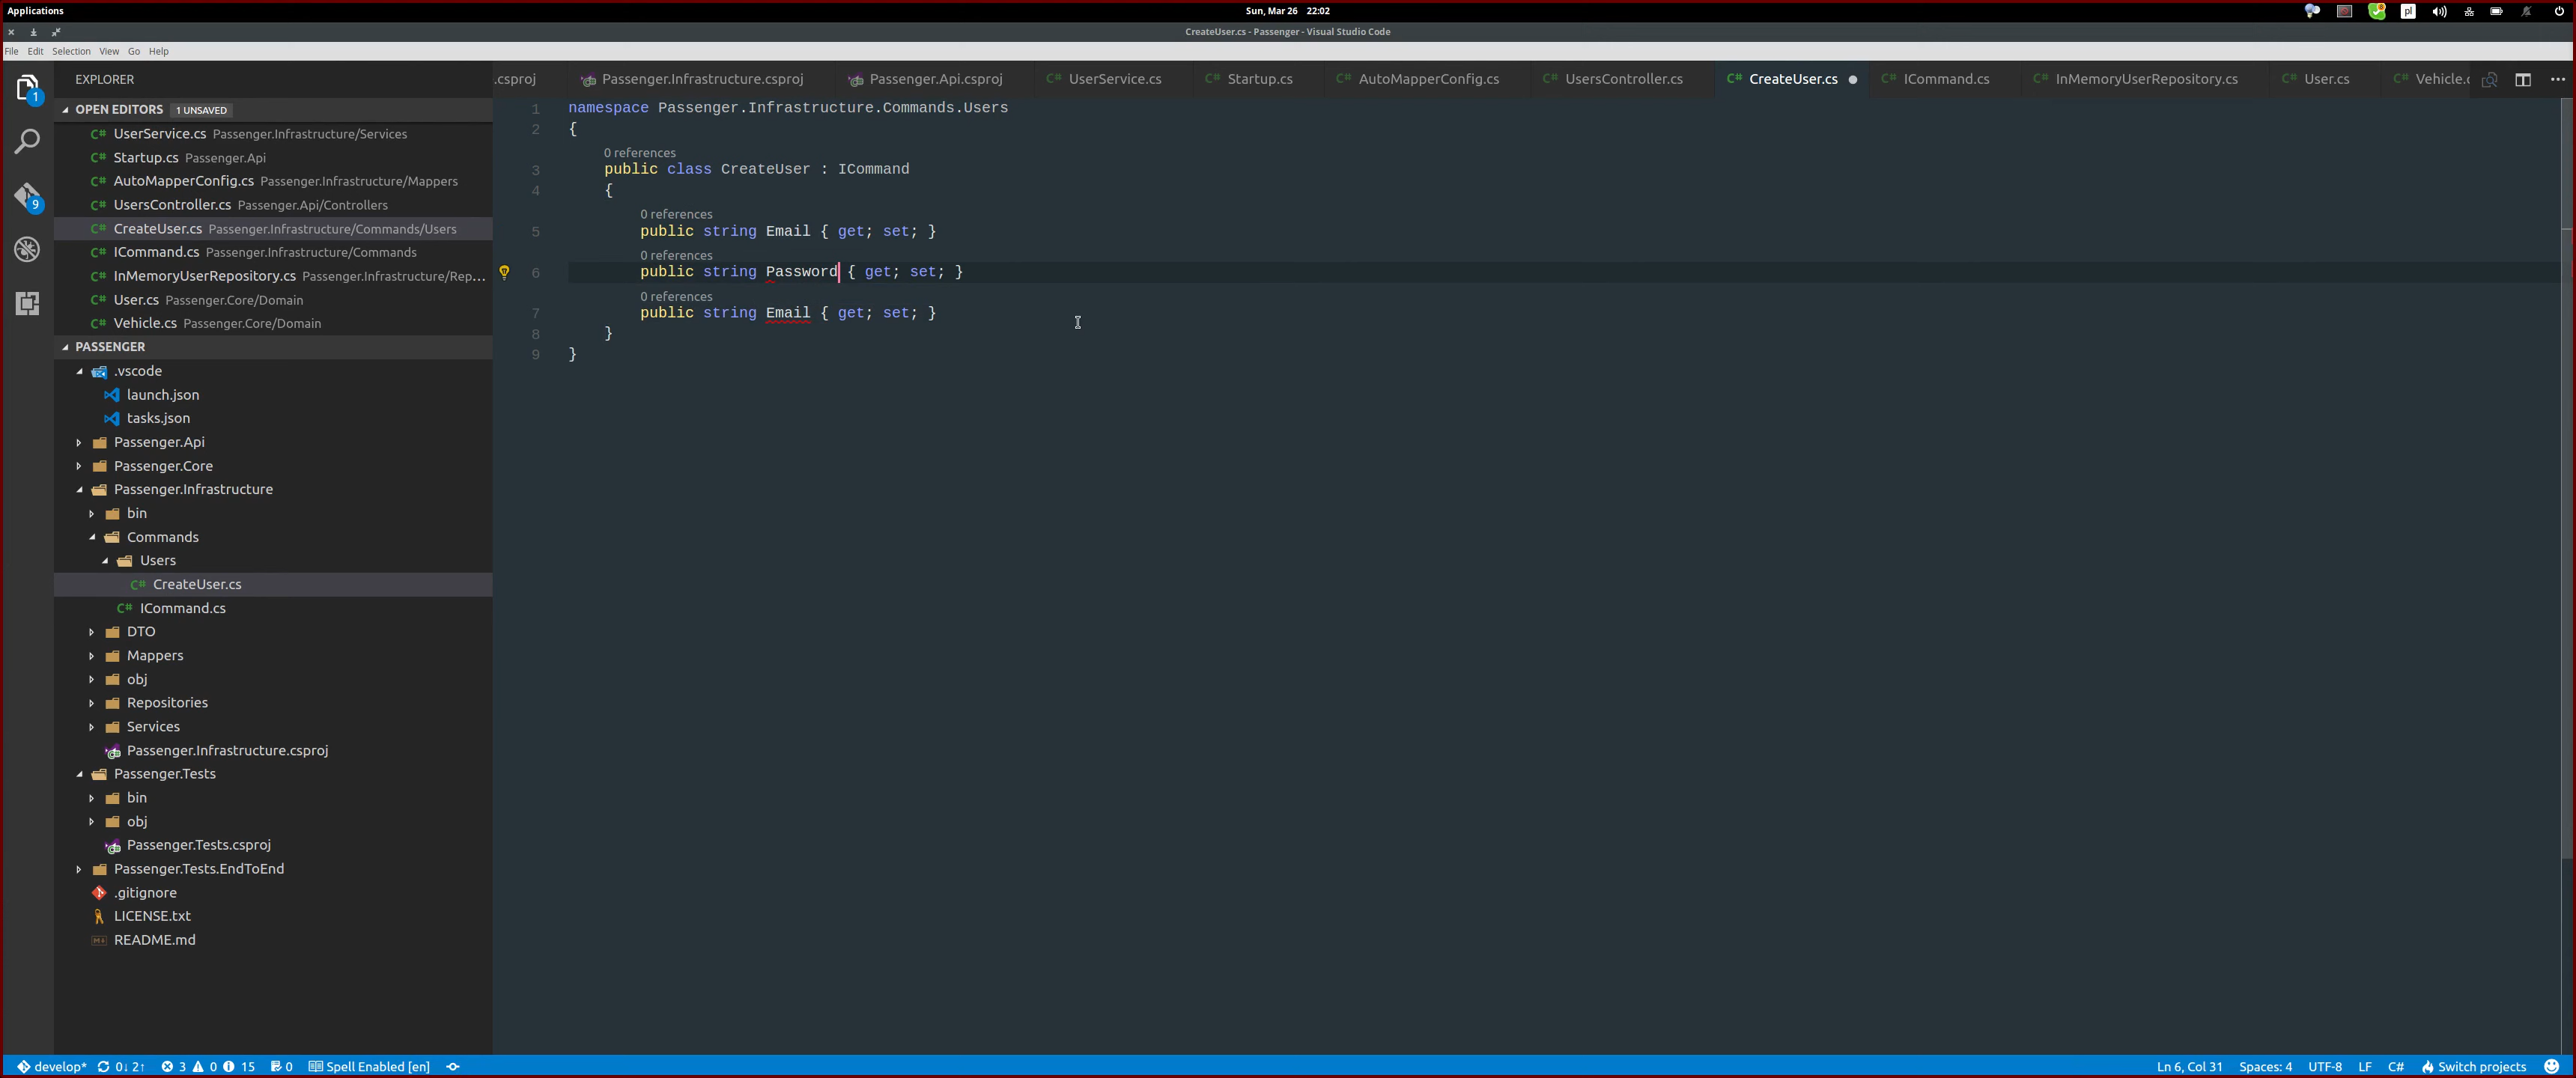 Applications
Sun, Mar 26 22:02
pl
CreateUser.cs - Passenger - Visual Studio Code
File Edit Selection View Go Help
EXPLORER
OPEN EDITORS 1 UNSAVED
UserService.cs Passenger.Infrastructure/Services
Startup.cs Passenger.Api
AutoMapperConfig.cs Passenger.Infrastructure/Mappers
UsersController.cs Passenger.Api/Controllers
CreateUser.cs Passenger.Infrastructure/Commands/Users
ICommand.cs Passenger.Infrastructure/Commands
InMemoryUserRepository.cs Passenger.Infrastructure/Rep...
User.cs Passenger.Core/Domain
Vehicle.cs Passenger.Core/Domain
PASSENGER
.vscode
launch.json
tasks.json
Passenger.Api
Passenger.Core
Passenger.Infrastructure
bin
Commands
Users
CreateUser.cs
ICommand.cs
DTO
Mappers
obj
Repositories
Services
Passenger.Infrastructure.csproj
Passenger.Tests
bin
obj
Passenger.Tests.csproj
Passenger.Tests.EndToEnd
.gitignore
LICENSE.txt
README.md
1
9
.csproj Passenger.Infrastructure.csproj Passenger.Api.csproj UserService.cs Startup.cs AutoMapperConfig.cs UsersController.cs CreateUser.cs ICommand.cs InMemoryUserRepository.cs User.cs Vehicle.c
1 namespace Passenger.Infrastructure.Commands.Users
2 {
0 references
3 public class CreateUser : ICommand
4 {
0 references
5 public string Email { get; set; }
0 references
6 public string Password { get; set; }
0 references
7 public string Email { get; set; }
8 }
9 }
develop* 0↓ 2↑ 3 0 15 0 Spell Enabled [en]
Ln 6, Col 31 Spaces: 4 UTF-8 LF C# Switch projects